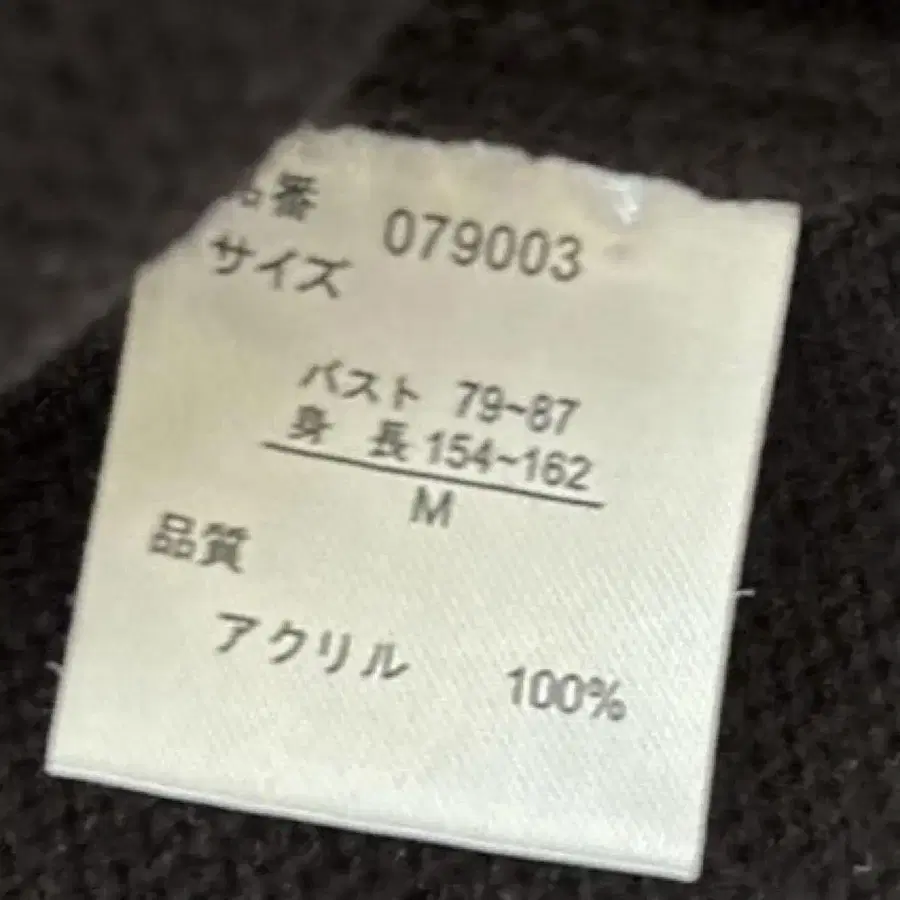 品番 079003
サイズ
バスト 79~87
身長 154~162
M
品質
アクリル 100%